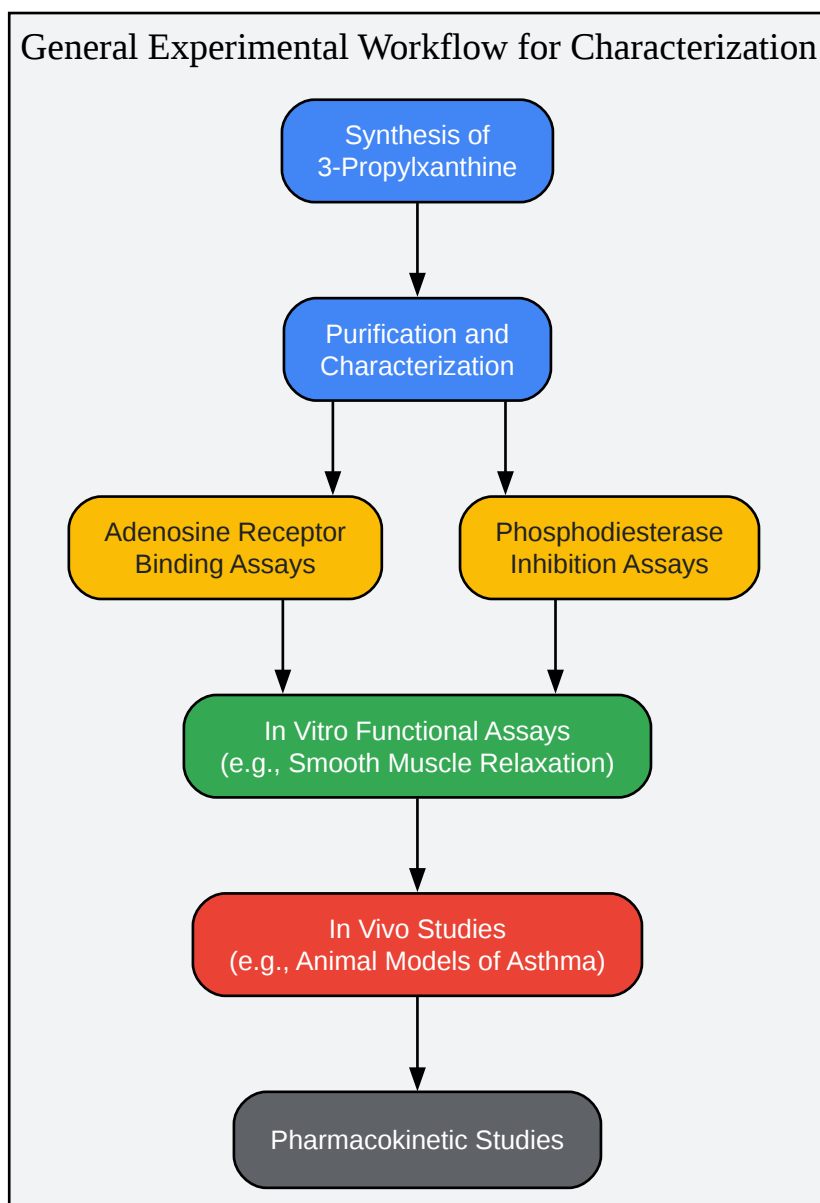 General Experimental Workflow for Characterization
Synthesis of
3-Propylxanthine
Purification and
Characterization
Adenosine Receptor
Binding Assays
Phosphodiesterase
Inhibition Assays
In Vitro Functional Assays
(e.g., Smooth Muscle Relaxation)
In Vivo Studies
(e.g., Animal Models of Asthma)
Pharmacokinetic Studies